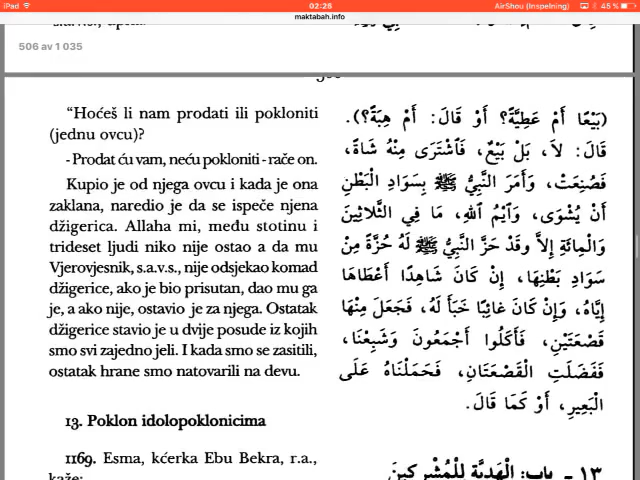 iPad
02:26
AirShou (Inspelning)
45 %
maktabah.info
506 av 1 035
“Hoćeš li nam prodati ili pokloniti
(jednu ovcu)?
- Prodat ću vam, neću pokloniti - rače on.
Kupio je od njega ovcu i kada je ona
zaklana, naredio je da se ispeče njena
džigerica. Allaha mi, među stotinu i
trideset ljudi niko nije ostao a da mu
Vjerovjesnik, s.a.v.s., nije odsjekao komad
džigerice, ako je bio prisutan, dao mu ga
je, a ako nije, ostavio je za njega. Ostatak
džigerice stavio je u dvije posude iz kojih
smo svi zajedno jeli. I kada smo se zasitili,
ostatak hrane smo natovarili na devu.
13. Poklon idolopoklonicima
1169. Esma, kćerka Ebu Bekra, r.a.,
kaže:
(بَيْعًا أَمْ عَطِيَّةً؟ أَوْ قَالَ: أَمْ هِبَةً؟).
قَالَ: لاَ، بَلْ بَيْعٌ، فَاشْتَرَى مِنْهُ شَاةً،
فَصُنِعَتْ، وَأَمَرَ النَّبِيُّ ﷺ بِسَوَادِ الْبَطْنِ
أَنْ يُشْوَى، وَأَيْمُ اللهِ، مَا فِي الثَّلاَثِينَ
وَالْمِائَةِ إِلاَّ وقَدْ حَزَّ النَّبِيُّ ﷺ لَهُ حُزَّةً مِنْ
سَوَادِ بَطْنِهَا، إِنْ كَانَ شَاهِدًا أَعْطَاهَا
إِيَّاهُ، وَإِنْ كَانَ غَائِبًا خَبَأَ لَهُ، فَجَعَلَ مِنْهَا
قَصْعَتَيْنِ، فَأَكَلُوا أَجْمَعُونَ وَشَبِعْنَا،
فَفَضَلَتِ الْقَصْعَتَانِ، فَحَمَلْنَاهُ عَلَى
الْبَعِيرِ، أَوْ كَمَا قَالَ.
١٣ - باب: الْهَدِيَّة لِلْمُشْرِكِينَ